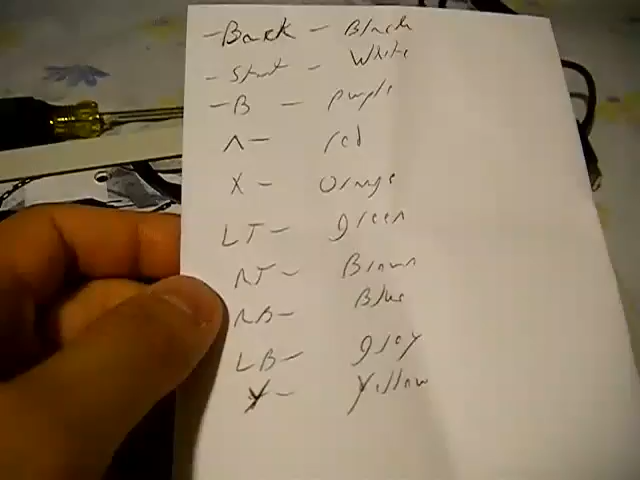 - Back - Black
- Start - White
- B - purple
A - red
X - Orange
LT - green
RT - Brown
RB - Blue
LB - gray
Y - Yellow